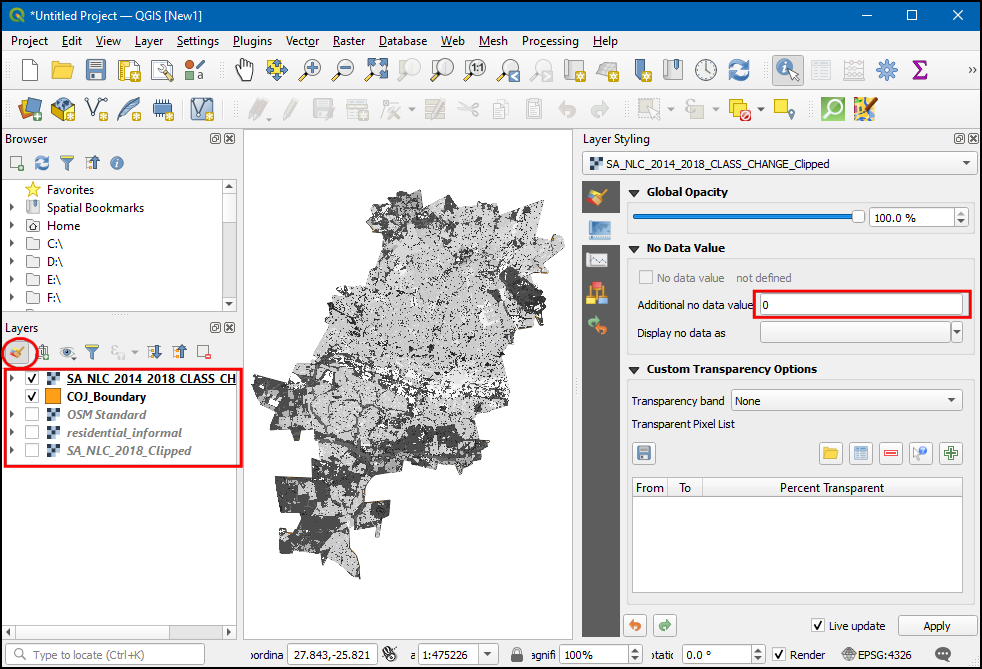 *Untitled Project — QGIS [New1]
Project Edit View Layer Settings Plugins Vector Raster Database Web Mesh Processing Help
1:1
a
»
Browser
Favorites
Spatial Bookmarks
Home
C:\
D:\
E:\
F:\
Layers
SA_NLC_2014_2018_CLASS_CH
COJ_Boundary
OSM Standard
residential_informal
SA_NLC_2018_Clipped
Layer Styling
SA_NLC_2014_2018_CLASS_CHANGE_Clipped
Global Opacity
100.0 %
No Data Value
No data value not defined
Additional no data value
0
Display no data as
Custom Transparency Options
Transparency band None
Transparent Pixel List
From To Percent Transparent
Live update Apply
Type to locate (Ctrl+K) oordina 27.843,-25.821 a 1:475226 agnifi 100% otatic 0.0 ° Render EPSG:4326